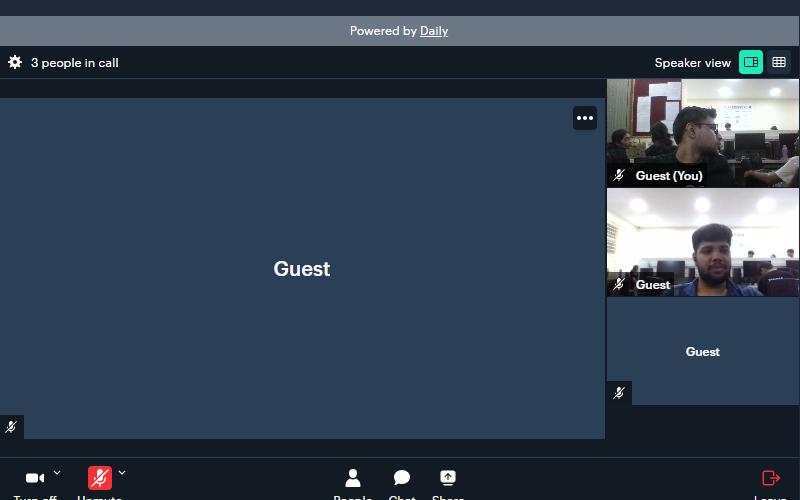 Powered by Daily
3 people in call
Speaker view
Guest (You)
Guest
Guest
Guest
Turn off
Unmute
People
Chat
Share
Leave